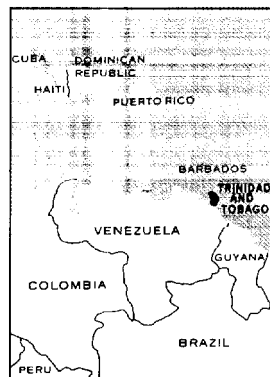 CUBA
DOMINICAN
REPUBLIC
HAITI
PUERTO RICO
BARBADOS
TRINIDAD
AND
TOBAGO
VENEZUELA
GUYANA
COLOMBIA
BRAZIL
PERU